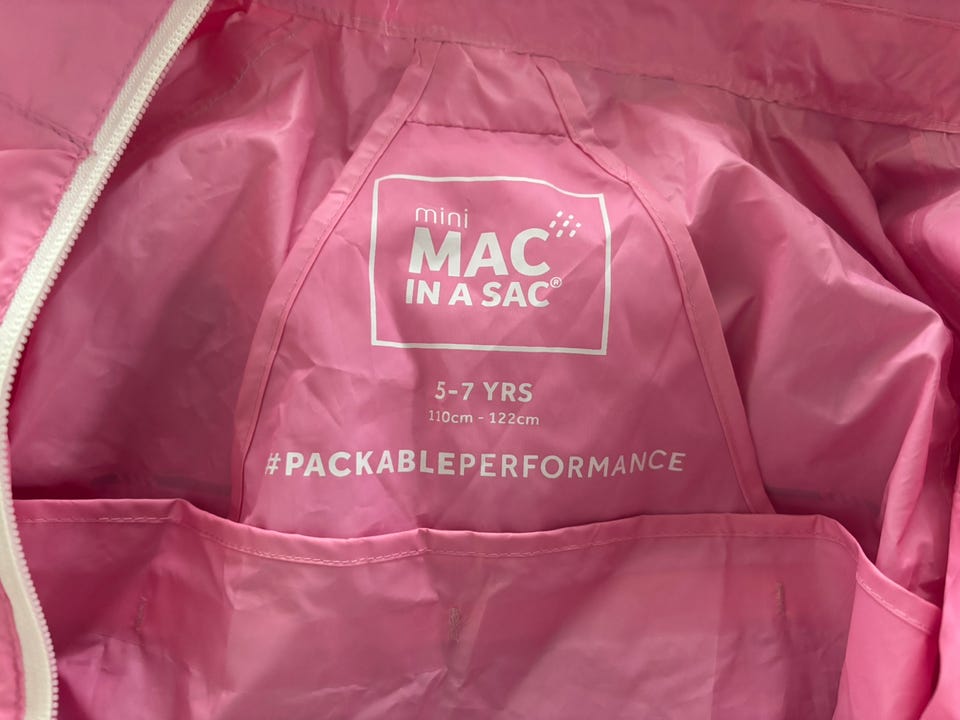 mini
MAC
IN A SAC®
5-7 YRS
110cm - 122cm
#PACKABLEPERFORMANCE